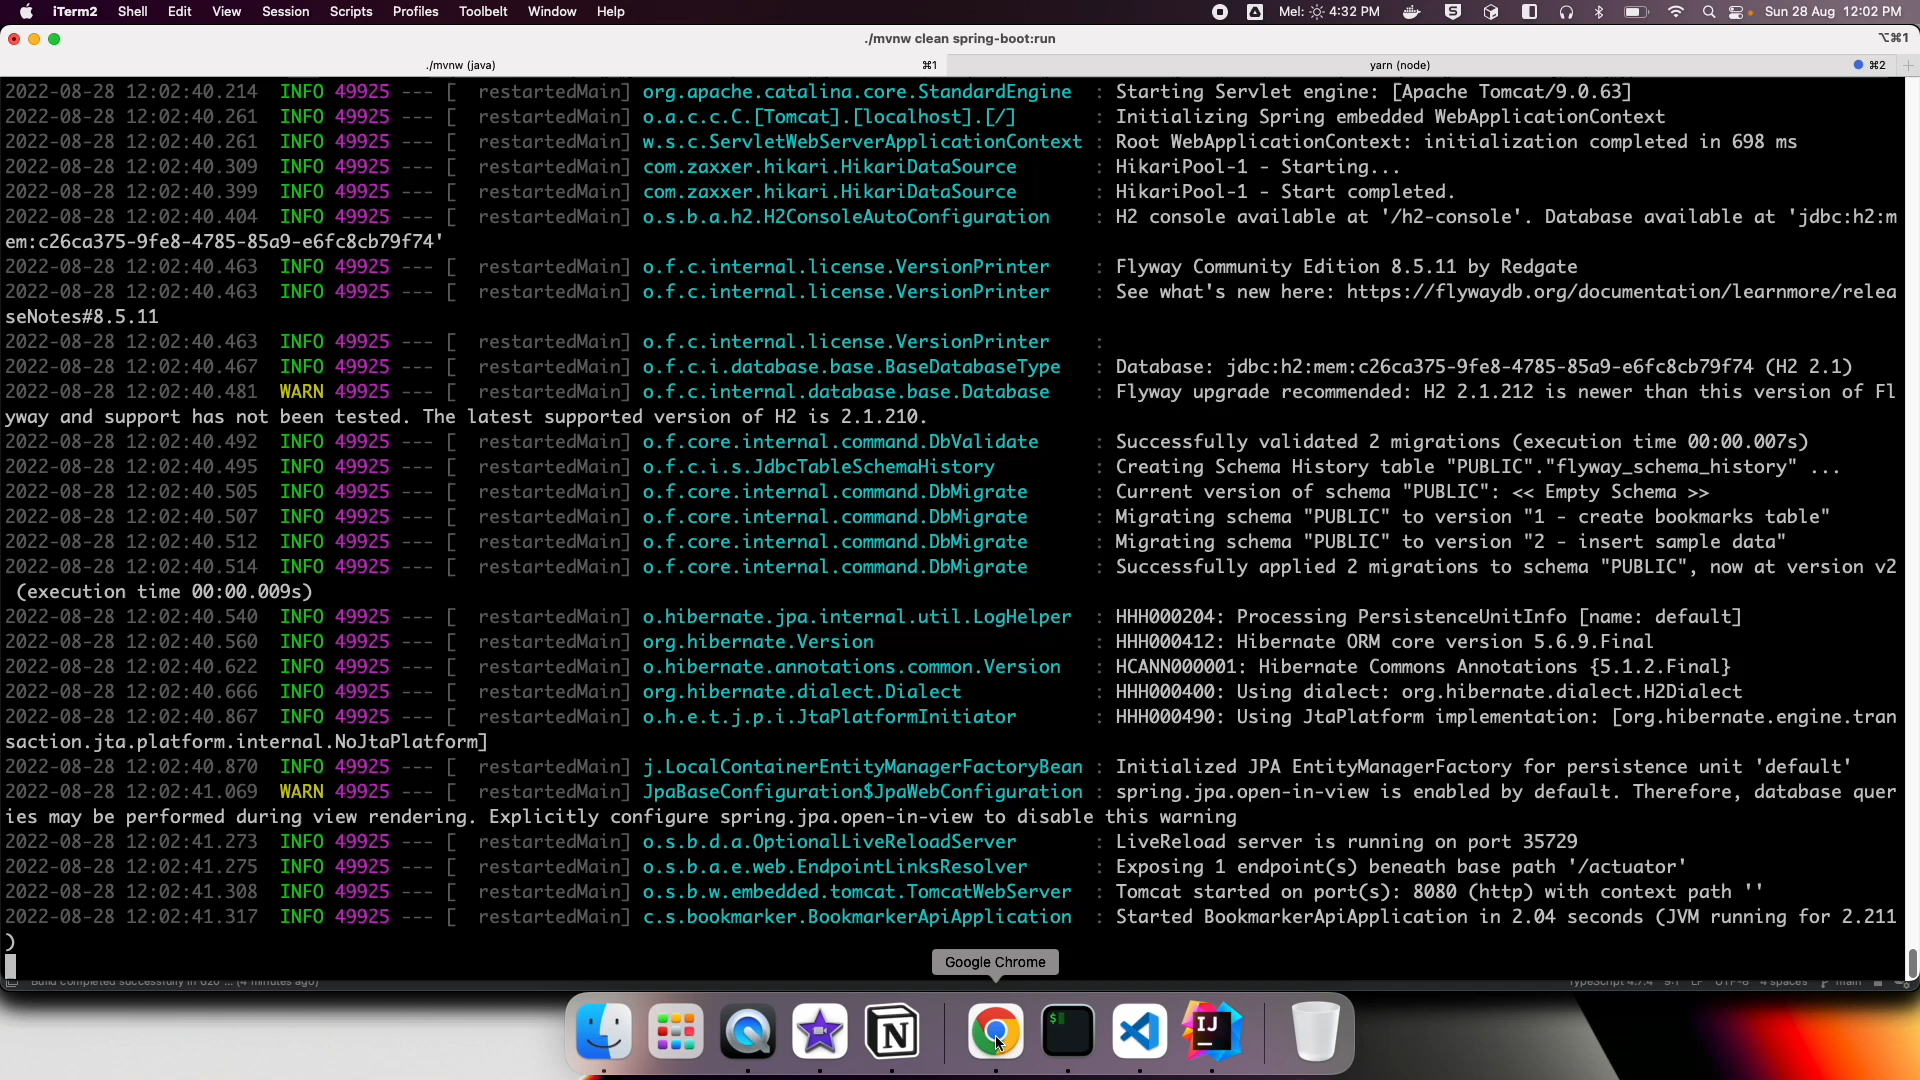 iTerm2 Shell Edit View Session Scripts Profiles Toolbelt Window Help Mel: 4:32 PM Sun 28 Aug 12:02 PM
./mvnw clean spring-boot:run ⌥⌘1
./mvnw (java) ⌘1 yarn (node) ⌘2
2022-08-28 12:02:40.214 INFO 49925 --- [ restartedMain] org.apache.catalina.core.StandardEngine : Starting Servlet engine: [Apache Tomcat/9.0.63]
2022-08-28 12:02:40.261 INFO 49925 --- [ restartedMain] o.a.c.c.C.[Tomcat].[localhost].[/] : Initializing Spring embedded WebApplicationContext
2022-08-28 12:02:40.261 INFO 49925 --- [ restartedMain] w.s.c.ServletWebServerApplicationContext : Root WebApplicationContext: initialization completed in 698 ms
2022-08-28 12:02:40.309 INFO 49925 --- [ restartedMain] com.zaxxer.hikari.HikariDataSource : HikariPool-1 - Starting...
2022-08-28 12:02:40.399 INFO 49925 --- [ restartedMain] com.zaxxer.hikari.HikariDataSource : HikariPool-1 - Start completed.
2022-08-28 12:02:40.404 INFO 49925 --- [ restartedMain] o.s.b.a.h2.H2ConsoleAutoConfiguration : H2 console available at '/h2-console'. Database available at 'jdbc:h2:m
em:c26ca375-9fe8-4785-85a9-e6fc8cb79f74'
2022-08-28 12:02:40.463 INFO 49925 --- [ restartedMain] o.f.c.internal.license.VersionPrinter : Flyway Community Edition 8.5.11 by Redgate
2022-08-28 12:02:40.463 INFO 49925 --- [ restartedMain] o.f.c.internal.license.VersionPrinter : See what's new here: https://flywaydb.org/documentation/learnmore/relea
seNotes#8.5.11
2022-08-28 12:02:40.463 INFO 49925 --- [ restartedMain] o.f.c.internal.license.VersionPrinter :
2022-08-28 12:02:40.467 INFO 49925 --- [ restartedMain] o.f.c.i.database.base.BaseDatabaseType : Database: jdbc:h2:mem:c26ca375-9fe8-4785-85a9-e6fc8cb79f74 (H2 2.1)
2022-08-28 12:02:40.481 WARN 49925 --- [ restartedMain] o.f.c.internal.database.base.Database : Flyway upgrade recommended: H2 2.1.212 is newer than this version of Fl
yway and support has not been tested. The latest supported version of H2 is 2.1.210.
2022-08-28 12:02:40.492 INFO 49925 --- [ restartedMain] o.f.core.internal.command.DbValidate : Successfully validated 2 migrations (execution time 00:00.007s)
2022-08-28 12:02:40.495 INFO 49925 --- [ restartedMain] o.f.c.i.s.JdbcTableSchemaHistory : Creating Schema History table "PUBLIC"."flyway_schema_history" ...
2022-08-28 12:02:40.505 INFO 49925 --- [ restartedMain] o.f.core.internal.command.DbMigrate : Current version of schema "PUBLIC": << Empty Schema >>
2022-08-28 12:02:40.507 INFO 49925 --- [ restartedMain] o.f.core.internal.command.DbMigrate : Migrating schema "PUBLIC" to version "1 - create bookmarks table"
2022-08-28 12:02:40.512 INFO 49925 --- [ restartedMain] o.f.core.internal.command.DbMigrate : Migrating schema "PUBLIC" to version "2 - insert sample data"
2022-08-28 12:02:40.514 INFO 49925 --- [ restartedMain] o.f.core.internal.command.DbMigrate : Successfully applied 2 migrations to schema "PUBLIC", now at version v2
(execution time 00:00.009s)
2022-08-28 12:02:40.540 INFO 49925 --- [ restartedMain] o.hibernate.jpa.internal.util.LogHelper : HHH000204: Processing PersistenceUnitInfo [name: default]
2022-08-28 12:02:40.560 INFO 49925 --- [ restartedMain] org.hibernate.Version : HHH000412: Hibernate ORM core version 5.6.9.Final
2022-08-28 12:02:40.622 INFO 49925 --- [ restartedMain] o.hibernate.annotations.common.Version : HCANN000001: Hibernate Commons Annotations {5.1.2.Final}
2022-08-28 12:02:40.666 INFO 49925 --- [ restartedMain] org.hibernate.dialect.Dialect : HHH000400: Using dialect: org.hibernate.dialect.H2Dialect
2022-08-28 12:02:40.867 INFO 49925 --- [ restartedMain] o.h.e.t.j.p.i.JtaPlatformInitiator : HHH000490: Using JtaPlatform implementation: [org.hibernate.engine.tran
saction.jta.platform.internal.NoJtaPlatform]
2022-08-28 12:02:40.870 INFO 49925 --- [ restartedMain] j.LocalContainerEntityManagerFactoryBean : Initialized JPA EntityManagerFactory for persistence unit 'default'
2022-08-28 12:02:41.069 WARN 49925 --- [ restartedMain] JpaBaseConfiguration$JpaWebConfiguration : spring.jpa.open-in-view is enabled by default. Therefore, database quer
ies may be performed during view rendering. Explicitly configure spring.jpa.open-in-view to disable this warning
2022-08-28 12:02:41.273 INFO 49925 --- [ restartedMain] o.s.b.d.a.OptionalLiveReloadServer : LiveReload server is running on port 35729
2022-08-28 12:02:41.275 INFO 49925 --- [ restartedMain] o.s.b.a.e.web.EndpointLinksResolver : Exposing 1 endpoint(s) beneath base path '/actuator'
2022-08-28 12:02:41.308 INFO 49925 --- [ restartedMain] o.s.b.w.embedded.tomcat.TomcatWebServer : Tomcat started on port(s): 8080 (http) with context path ''
2022-08-28 12:02:41.317 INFO 49925 --- [ restartedMain] c.s.bookmarker.BookmarkerApiApplication : Started BookmarkerApiApplication in 2.04 seconds (JVM running for 2.211
)
Google Chrome
Build completed successfully in (4 minutes ago) TypeScript 4.7.4 9:1 LF UTF-8 4 spaces main